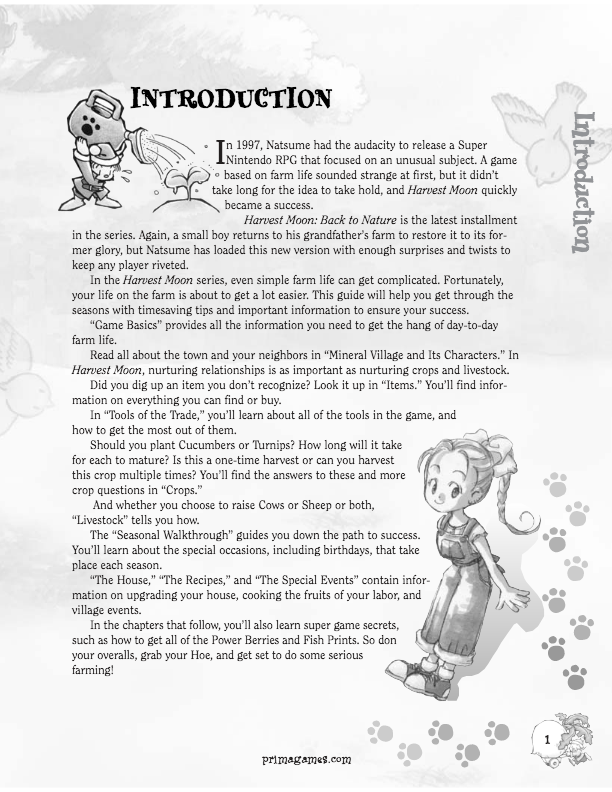 INTRODUCTION
In 1997, Natsume had the audacity to release a Super
Nintendo RPG that focused on an unusual subject. A game
based on farm life sounded strange at first, but it didn't
take long for the idea to take hold, and Harvest Moon quickly
became a success.
Harvest Moon: Back to Nature is the latest installment
in the series. Again, a small boy returns to his grandfather's farm to restore it to its for-
mer glory, but Natsume has loaded this new version with enough surprises and twists to
keep any player riveted.
In the Harvest Moon series, even simple farm life can get complicated. Fortunately,
your life on the farm is about to get a lot easier. This guide will help you get through the
seasons with timesaving tips and important information to ensure your success.
“Game Basics” provides all the information you need to get the hang of day-to-day
farm life.
Read all about the town and your neighbors in “Mineral Village and Its Characters.” In
Harvest Moon, nurturing relationships is as important as nurturing crops and livestock.
Did you dig up an item you don't recognize? Look it up in “Items.” You'll find infor-
mation on everything you can find or buy.
In “Tools of the Trade,” you'll learn about all of the tools in the game, and
how to get the most out of them.
Should you plant Cucumbers or Turnips? How long will it take
for each to mature? Is this a one-time harvest or can you harvest
this crop multiple times? You'll find the answers to these and more
crop questions in “Crops.”
And whether you choose to raise Cows or Sheep or both,
“Livestock” tells you how.
The “Seasonal Walkthrough” guides you down the path to success.
You'll learn about the special occasions, including birthdays, that take
place each season.
“The House,” “The Recipes,” and “The Special Events” contain infor-
mation on upgrading your house, cooking the fruits of your labor, and
village events.
In the chapters that follow, you'll also learn super game secrets,
such as how to get all of the Power Berries and Fish Prints. So don
your overalls, grab your Hoe, and get set to do some serious
farming!
Introduction
primagames.com
1